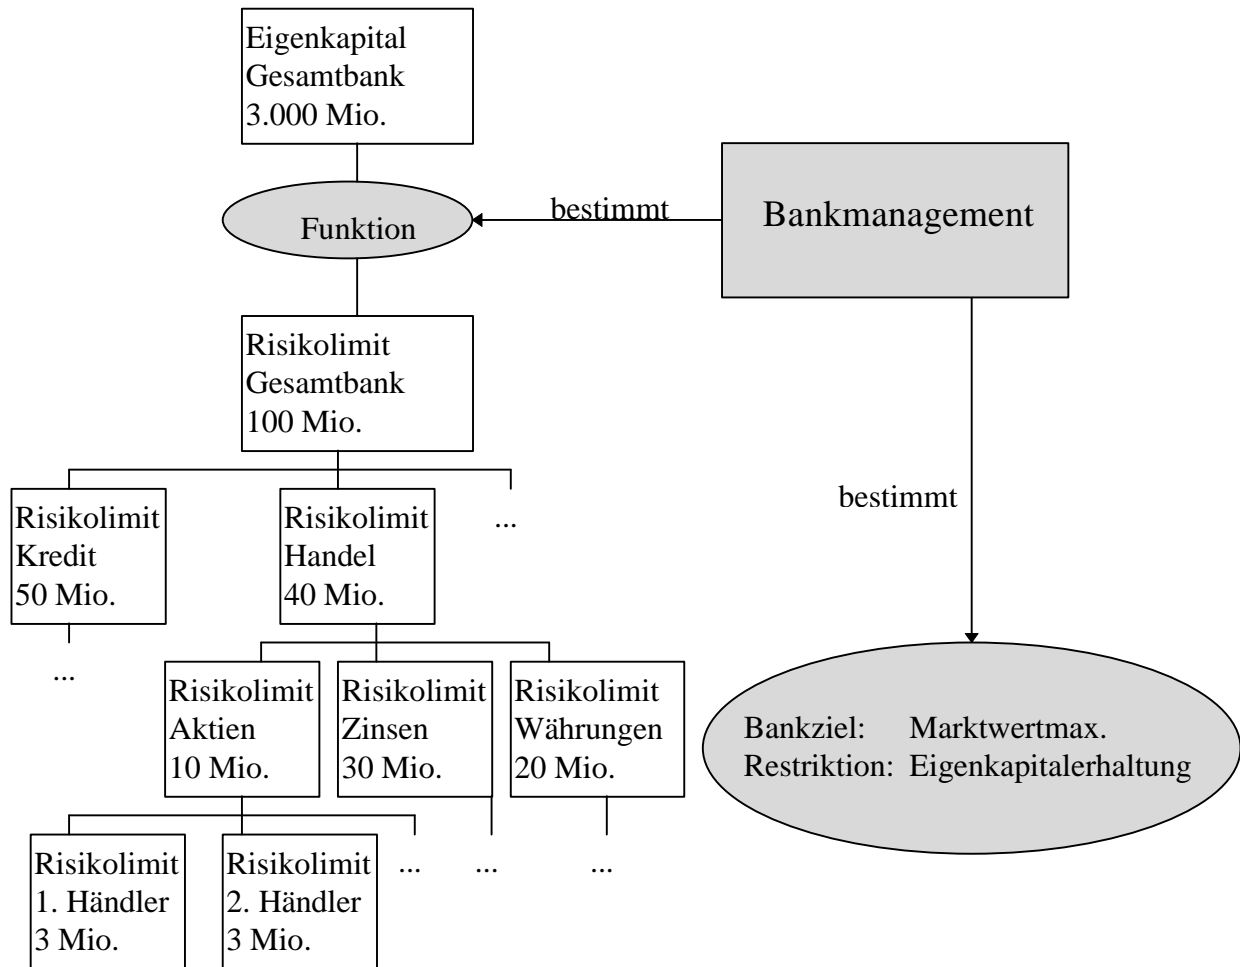 Eigenkapital
Gesamtbank
3.000 Mio.
Funktion
bestimmt
Bankmanagement
Risikolimit
Gesamtbank
100 Mio.
bestimmt
Risikolimit
Kredit
50 Mio.
...
Risikolimit
Handel
40 Mio.
...
Risikolimit
Aktien
10 Mio.
Risikolimit
Zinsen
30 Mio.
Risikolimit
Währungen
20 Mio.
Bankziel: Marktwertmax.
Restriktion: Eigenkapitalerhaltung
Risikolimit
1. Händler
3 Mio.
Risikolimit
2. Händler
3 Mio.
...
...
...